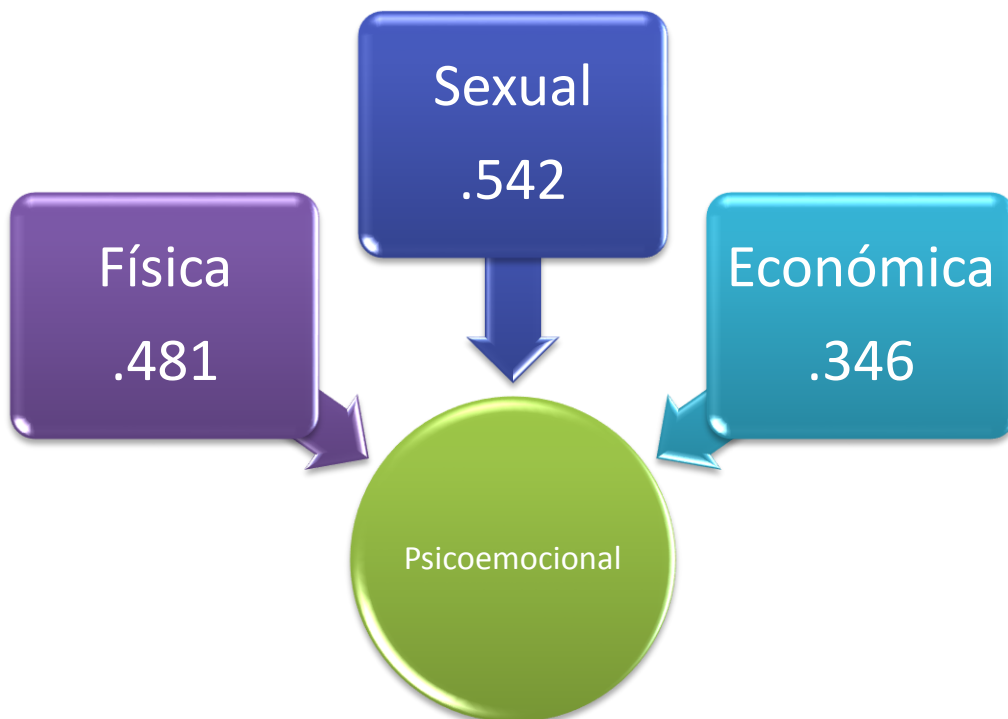 Sexual
.542
Física
.481
Económica
.346
Psicoemocional